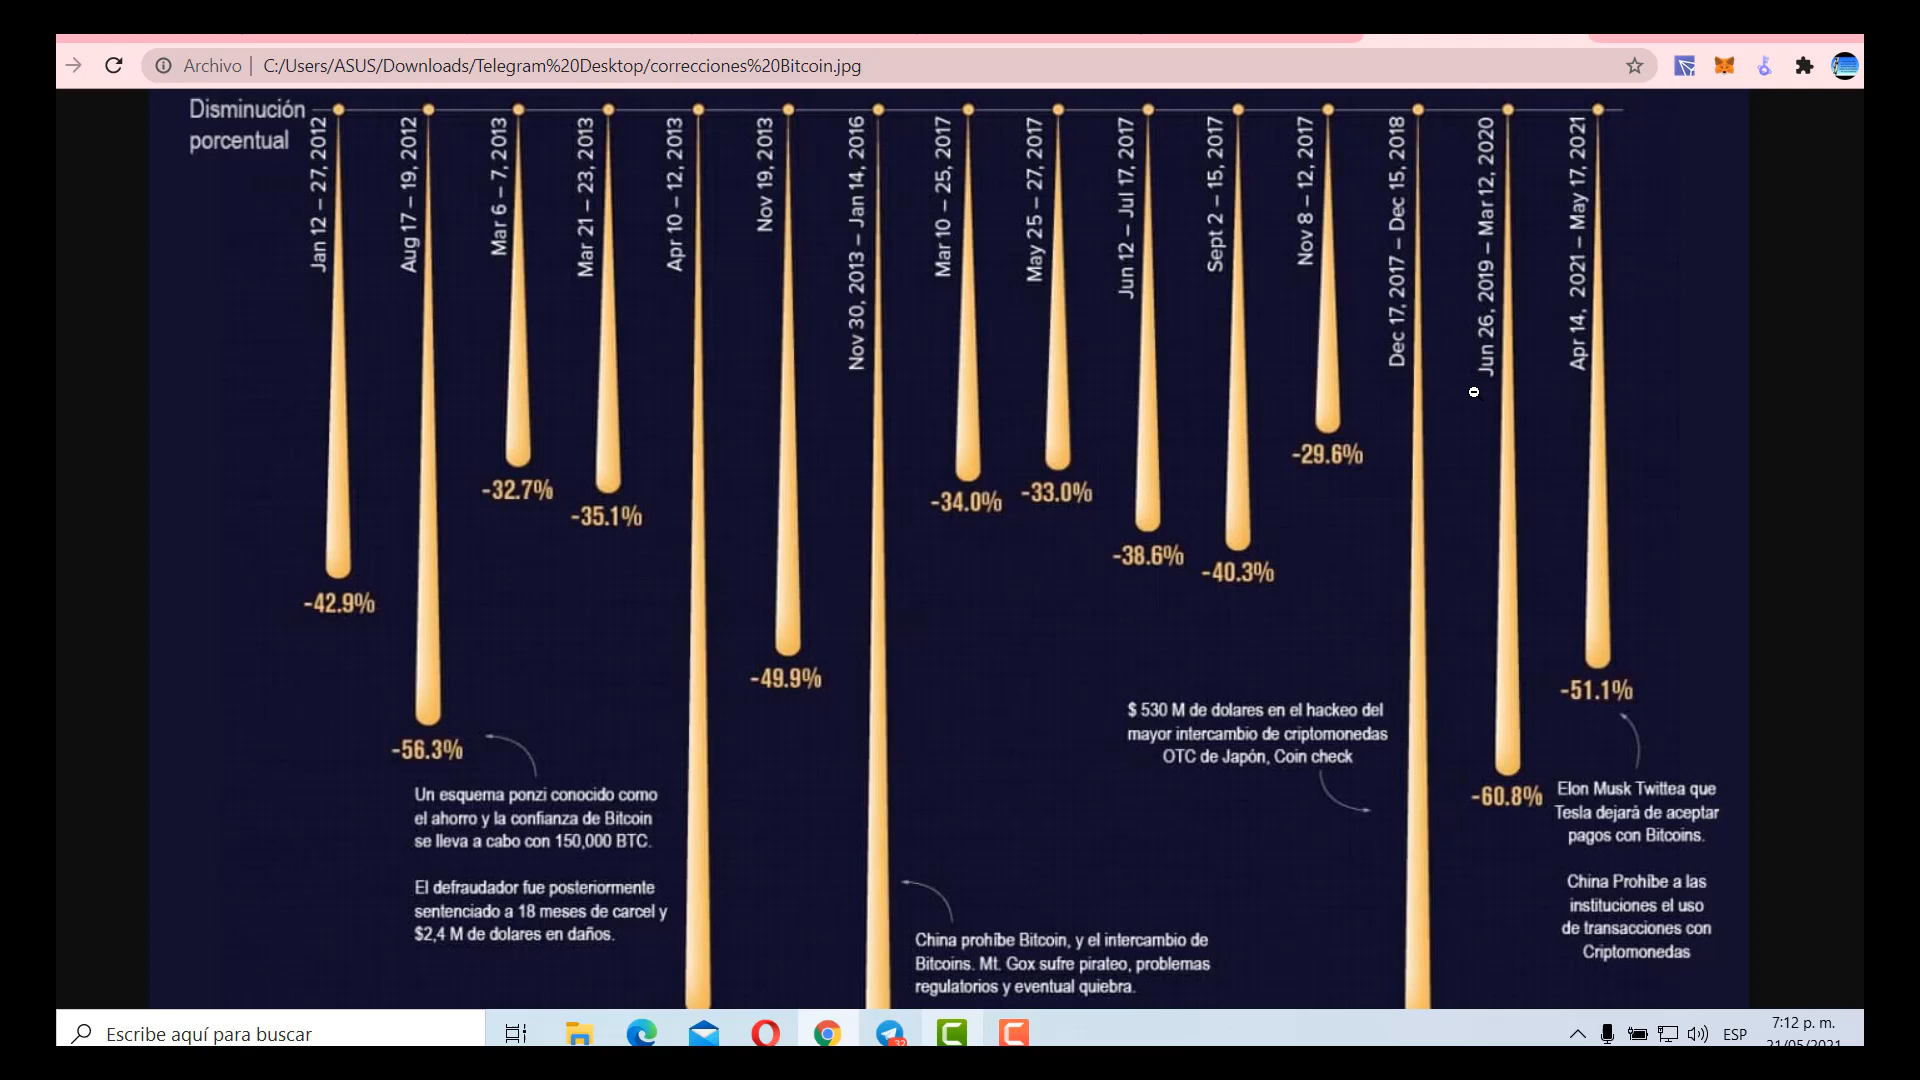 Archivo | C:/Users/ASUS/Downloads/Telegram%20Desktop/correcciones%20Bitcoin.jpg
Disminución
porcentual
Jan 12 – 27, 2012
Aug 17 – 19, 2012
Mar 6 – 7, 2013
Mar 21 – 23, 2013
Apr 10 – 12, 2013
Nov 19, 2013
Nov 30, 2013 – Jan 14, 2016
Mar 10 – 25, 2017
May 25 – 27, 2017
Jun 12 – Jul 17, 2017
Sept 2 – 15, 2017
Nov 8 – 12, 2017
Dec 17, 2017 – Dec 15, 2018
Jun 26, 2019 – Mar 12, 2020
Apr 14, 2021 – May 17, 2021
-42.9%
-56.3%
-32.7%
-35.1%
-49.9%
-34.0%
-33.0%
-38.6%
-40.3%
-29.6%
-60.8%
-51.1%
Un esquema ponzi conocido como
el ahorro y la confianza de Bitcoin
se lleva a cabo con 150,000 BTC.
El defraudador fue posteriormente
sentenciado a 18 meses de carcel y
$2,4 M de dolares en daños.
China prohíbe Bitcoin, y el intercambio de
Bitcoins. Mt. Gox sufre pirateo, problemas
regulatorios y eventual quiebra.
$ 530 M de dolares en el hackeo del
mayor intercambio de criptomonedas
OTC de Japón, Coin check
Elon Musk Twittea que
Tesla dejará de aceptar
pagos con Bitcoins.
China Prohíbe a las
instituciones el uso
de transacciones con
Criptomonedas
Escribe aquí para buscar
32
ESP
7:12 p. m.
21/05/2021